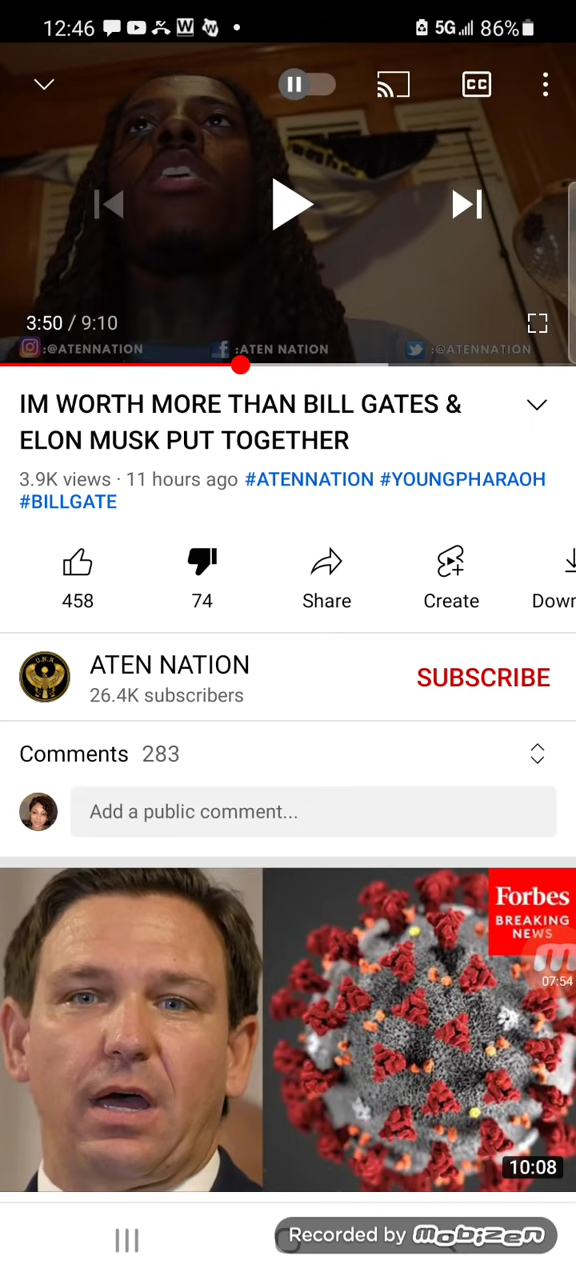 12:46
5G 86%
CC
3:50 / 9:10
:@ATENNATION
:ATEN NATION
:@ATENNATION
IM WORTH MORE THAN BILL GATES &
ELON MUSK PUT TOGETHER
3.9K views · 11 hours ago #ATENNATION #YOUNGPHARAOH
#BILLGATE
458
74
Share
Create
Down
ATEN NATION
26.4K subscribers
SUBSCRIBE
Comments 283
Add a public comment...
Forbes
BREAKING
NEWS
07:54
10:08
Recorded by mobizen